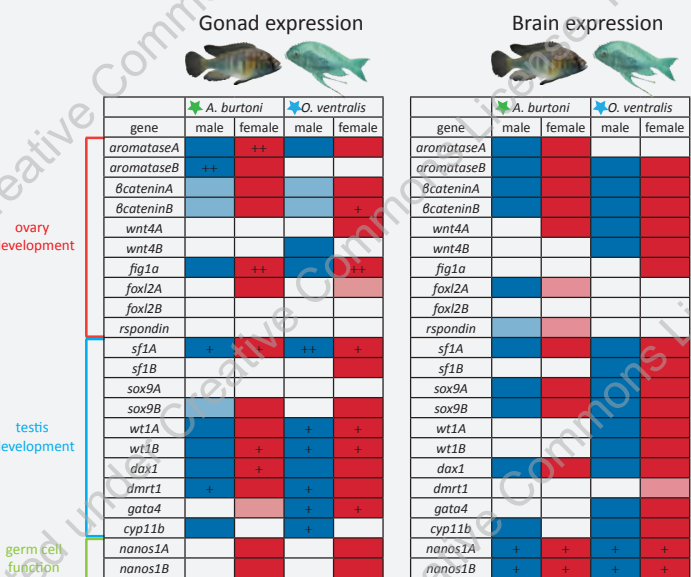 Gonad expression Brain expression
A. burtoni O. ventralis A. burtoni O. ventralis
gene male female male female gene male female male female
aromataseA ++ aromataseA
aromataseB ++ aromataseB
βcateninA βcateninA
βcateninB + βcateninB
wnt4A wnt4A
ovary
development
wnt4B wnt4B
fig1a ++ ++ fig1a
foxl2A foxl2A
foxl2B foxl2B
rspondin rspondin
sf1A + + ++ + sf1A
sf1B sf1B
sox9A sox9A
sox9B sox9B
testis
development
wt1A + + wt1A
wt1B + + + wt1B
dax1 + dax1
dmrt1 + + dmrt1
gata4 + + gata4
cyp11b + cyp11b
germ cell
function
nanos1A nanos1A + + + +
nanos1B nanos1B + + + +